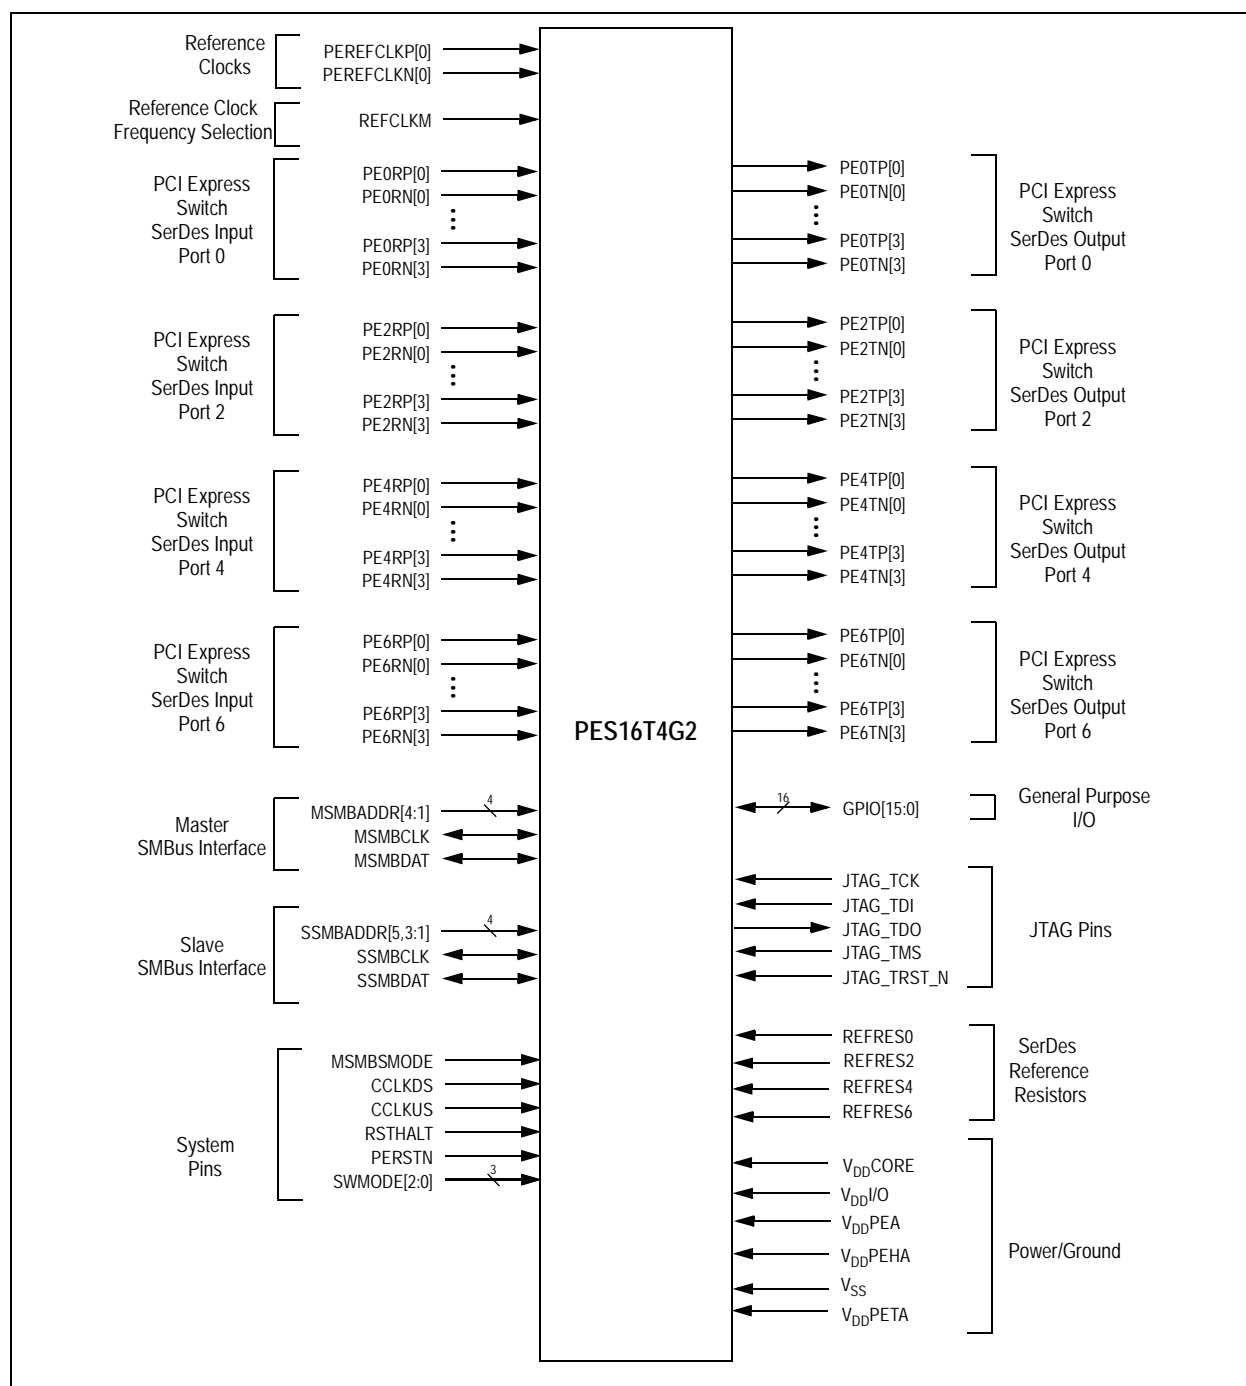 Reference
Clocks
PEREFCLKP[0]
PEREFCLKN[0]
Reference Clock
Frequency Selection
REFCLKM
PCI Express
Switch
SerDes Input
Port 0
PE0RP[0]
PE0RN[0]
PE0RP[3]
PE0RN[3]
PCI Express
Switch
SerDes Input
Port 2
PE2RP[0]
PE2RN[0]
PE2RP[3]
PE2RN[3]
PCI Express
Switch
SerDes Input
Port 4
PE4RP[0]
PE4RN[0]
PE4RP[3]
PE4RN[3]
PCI Express
Switch
SerDes Input
Port 6
PE6RP[0]
PE6RN[0]
PE6RP[3]
PE6RN[3]
Master
SMBus Interface
MSMBADDR[4:1]
4
MSMBCLK
MSMBDAT
Slave
SMBus Interface
SSMBADDR[5,3:1]
4
SSMBCLK
SSMBDAT
System
Pins
MSMBSMODE
CCLKDS
CCLKUS
RSTHALT
PERSTN
SWMODE[2:0]
3
PES16T4G2
PE0TP[0]
PE0TN[0]
PE0TP[3]
PE0TN[3]
PCI Express
Switch
SerDes Output
Port 0
PE2TP[0]
PE2TN[0]
PE2TP[3]
PE2TN[3]
PCI Express
Switch
SerDes Output
Port 2
PE4TP[0]
PE4TN[0]
PE4TP[3]
PE4TN[3]
PCI Express
Switch
SerDes Output
Port 4
PE6TP[0]
PE6TN[0]
PE6TP[3]
PE6TN[3]
PCI Express
Switch
SerDes Output
Port 6
16
GPIO[15:0]
General Purpose
I/O
JTAG_TCK
JTAG_TDI
JTAG_TDO
JTAG_TMS
JTAG_TRST_N
JTAG Pins
REFRES0
REFRES2
REFRES4
REFRES6
SerDes
Reference
Resistors
VDDCORE
VDDI/O
VDDPEA
VDDPEHA
VSS
VDDPETA
Power/Ground